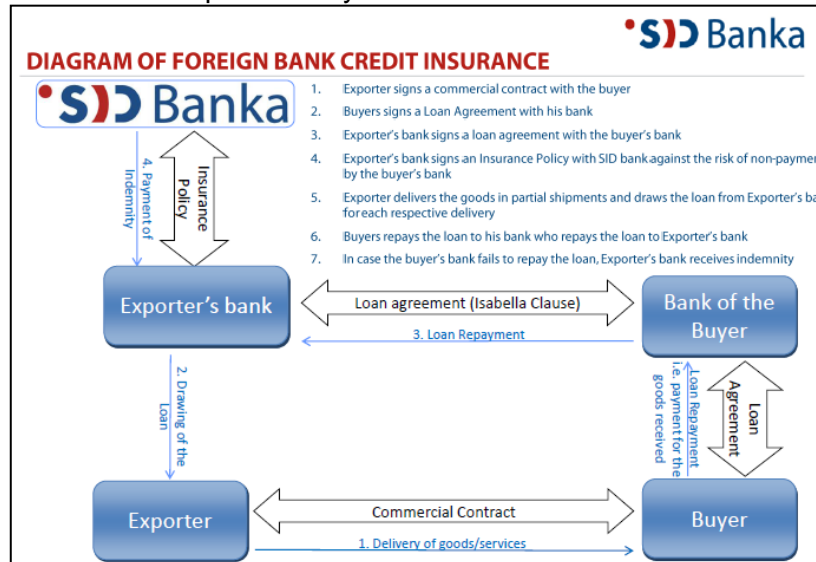 SID Banka
DIAGRAM OF FOREIGN BANK CREDIT INSURANCE
SID Banka
1. Exporter signs a commercial contract with the buyer
2. Buyers signs a Loan Agreement with his bank
3. Exporter's bank signs a loan agreement with the buyer's bank
4. Exporter's bank signs an Insurance Policy with SID bank against the risk of non-paymen
by the buyer's bank
5. Exporter delivers the goods in partial shipments and draws the loan from Exporter's ba
for each respective delivery
6. Buyers repays the loan to his bank who repays the loan to Exporter's bank
7. In case the buyer's bank fails to repay the loan, Exporter's bank receives indemnity
4. Payment of
Indemnity
Insurance
Policy
Exporter's bank
Loan agreement (Isabella Clause)
3. Loan Repayment
Bank of the
Buyer
2. Drawing of the
Loan
Loan Repayment
i.e. payment for the
goods received
Loan
Agreement
Exporter
Commercial Contract
1. Delivery of goods/services
Buyer